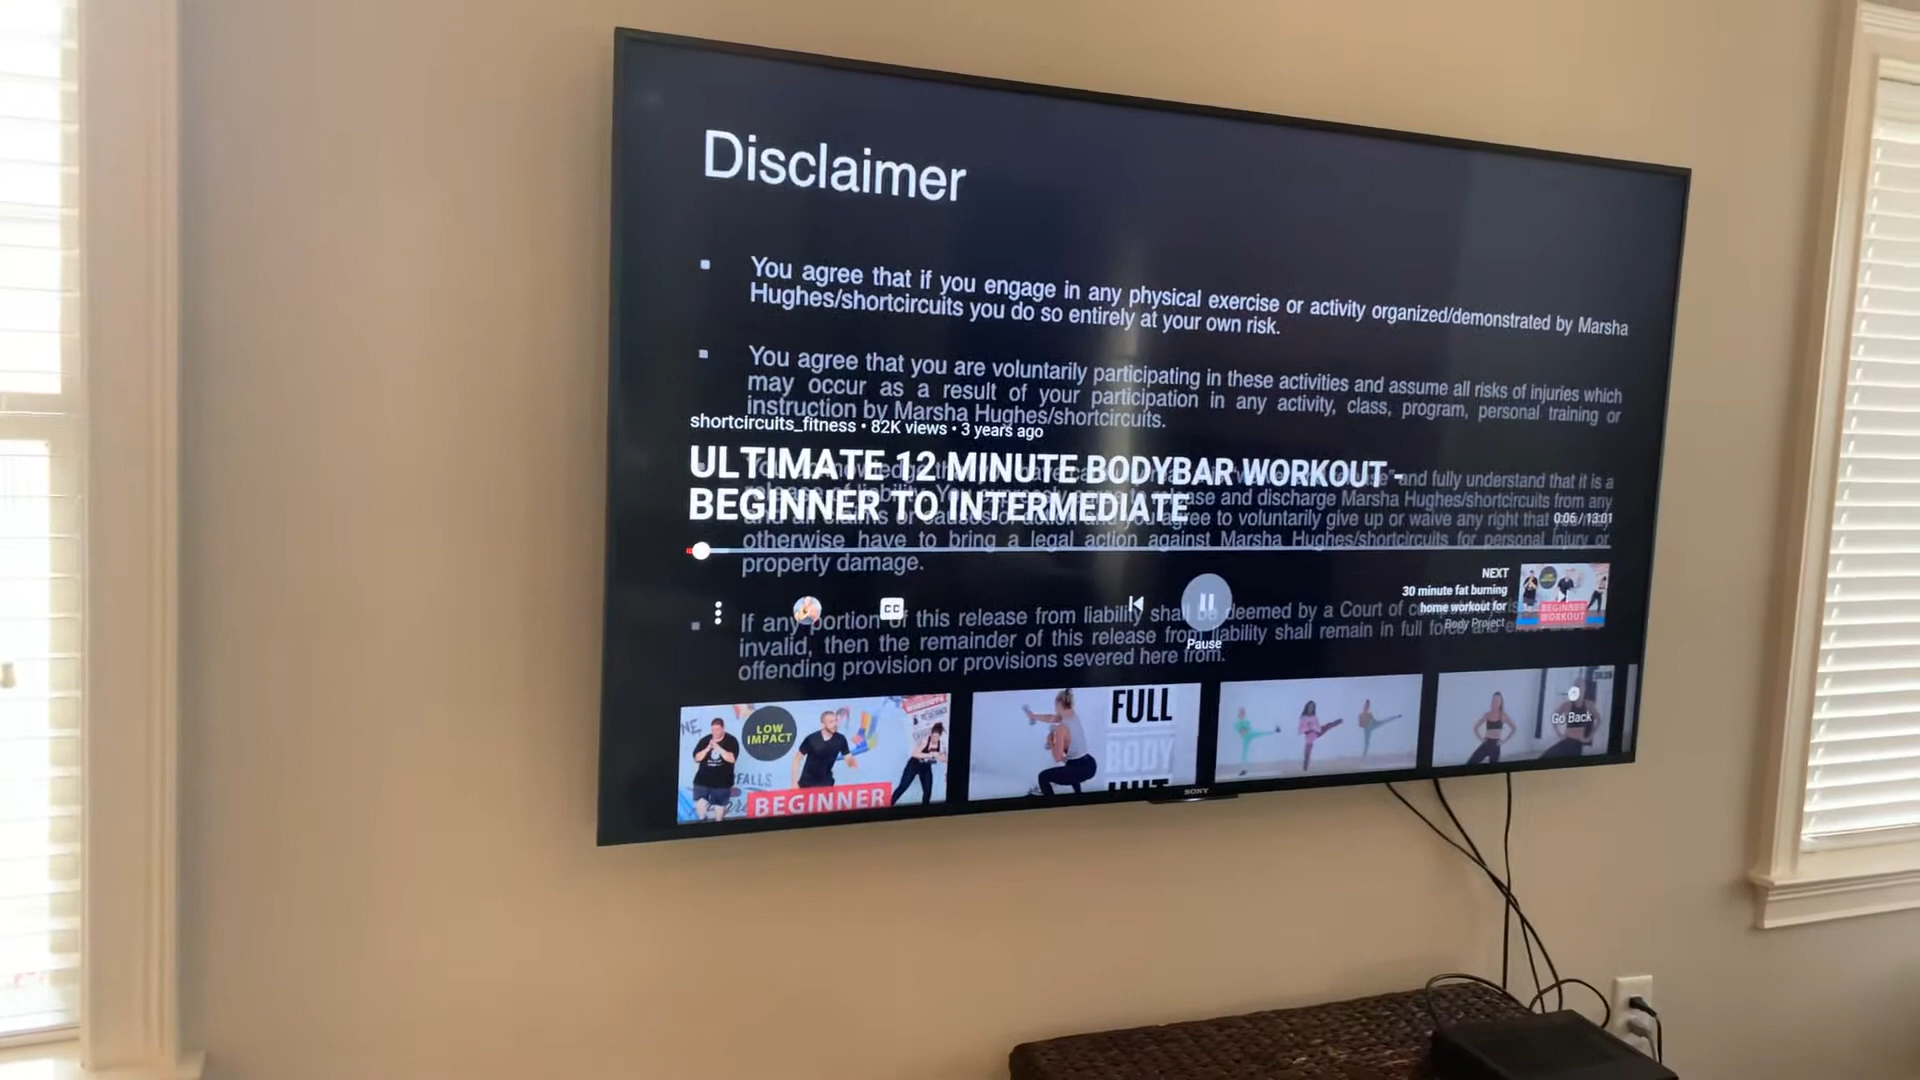 Disclaimer
You agree that if you engage in any physical exercise or activity organized/demonstrated by Marsha
Hughes/shortcircuits you do so entirely at your own risk.
You agree that you are voluntarily participating in these activities and assume all risks of injuries which
may occur as a result of your participation in any activity, class, program, personal training or
instruction by Marsha Hughes/shortcircuits.
shortcircuits_fitness • 82K views • 3 years ago
ULTIMATE 12 MINUTE BODYBAR WORKOUT -
BEGINNER TO INTERMEDIATE
and fully understand that it is a
and discharge Marsha Hughes/shortcircuits from any
to voluntarily give up or waive any right that
0:05 / 13:01
otherwise have to bring a legal action against Marsha Hughes/shortcircuits for personal injury or
property damage.
NEXT
30 minute fat burning
home workout for
Body Project
BEGINNER
WORKOUT
CC
If any portion of this release from liability shall be deemed by a Court of
invalid, then the remainder of this release from liability shall remain in full force and
offending provision or provisions severed here from.
Pause
LOW
IMPACT
BEGINNER
FULL
BODY
Go Back
SONY